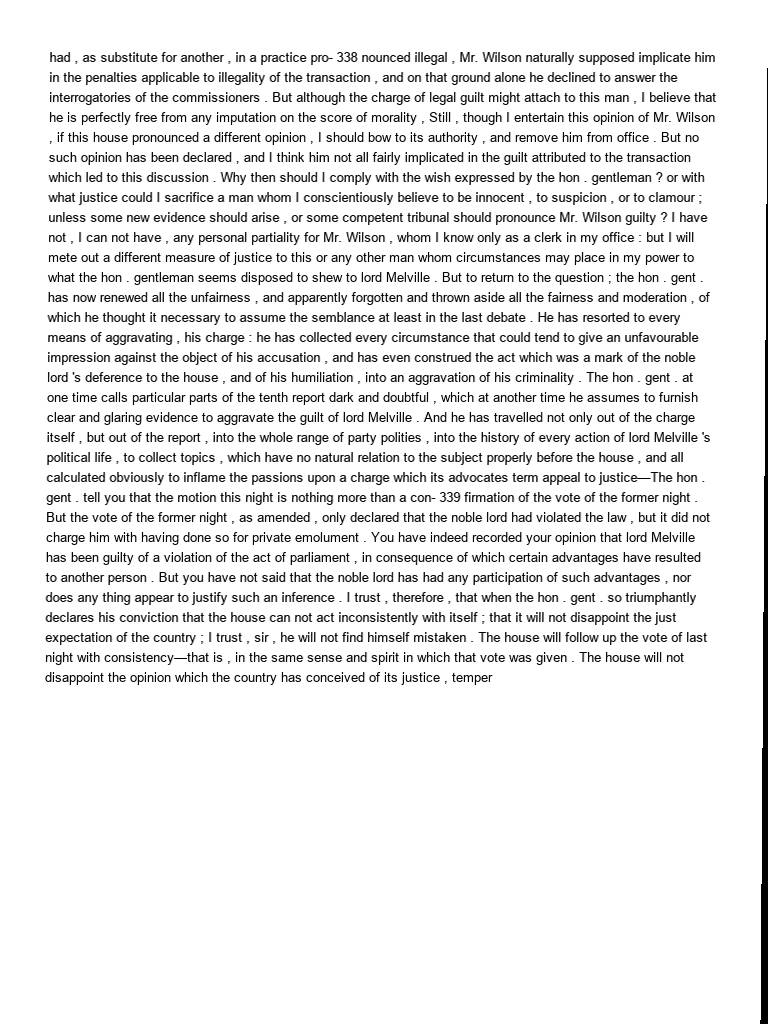 had , as substitute for another , in a practice pro- 338 nounced illegal , Mr. Wilson naturally supposed implicate him
in the penalties applicable to illegality of the transaction , and on that ground alone he declined to answer the
interrogatories of the commissioners . But although the charge of legal guilt might attach to this man , I believe that
he is perfectly free from any imputation on the score of morality , Still , though I entertain this opinion of Mr. Wilson
, if this house pronounced a different opinion , I should bow to its authority , and remove him from office . But no
such opinion has been declared , and I think him not all fairly implicated in the guilt attributed to the transaction
which led to this discussion . Why then should I comply with the wish expressed by the hon . gentleman ? or with
what justice could I sacrifice a man whom I conscientiously believe to be innocent , to suspicion , or to clamour ;
unless some new evidence should arise , or some competent tribunal should pronounce Mr. Wilson guilty ? I have
not , I can not have , any personal partiality for Mr. Wilson , whom I know only as a clerk in my office : but I will
mete out a different measure of justice to this or any other man whom circumstances may place in my power to
what the hon . gentleman seems disposed to shew to lord Melville . But to return to the question ; the hon . gent .
has now renewed all the unfairness , and apparently forgotten and thrown aside all the fairness and moderation , of
which he thought it necessary to assume the semblance at least in the last debate . He has resorted to every
means of aggravating , his charge : he has collected every circumstance that could tend to give an unfavourable
impression against the object of his accusation , and has even construed the act which was a mark of the noble
lord 's deference to the house , and of his humiliation , into an aggravation of his criminality . The hon . gent . at
one time calls particular parts of the tenth report dark and doubtful , which at another time he assumes to furnish
clear and glaring evidence to aggravate the guilt of lord Melville . And he has travelled not only out of the charge
itself , but out of the report , into the whole range of party polities , into the history of every action of lord Melville 's
political life , to collect topics , which have no natural relation to the subject properly before the house , and all
calculated obviously to inflame the passions upon a charge which its advocates term appeal to justice—The hon .
gent . tell you that the motion this night is nothing more than a con- 339 firmation of the vote of the former night .
But the vote of the former night , as amended , only declared that the noble lord had violated the law , but it did not
charge him with having done so for private emolument . You have indeed recorded your opinion that lord Melville
has been guilty of a violation of the act of parliament , in consequence of which certain advantages have resulted
to another person . But you have not said that the noble lord has had any participation of such advantages , nor
does any thing appear to justify such an inference . I trust , therefore , that when the hon . gent . so triumphantly
declares his conviction that the house can not act inconsistently with itself ; that it will not disappoint the just
expectation of the country ; I trust , sir , he will not find himself mistaken . The house will follow up the vote of last
night with consistency—that is , in the same sense and spirit in which that vote was given . The house will not
disappoint the opinion which the country has conceived of its justice , temper